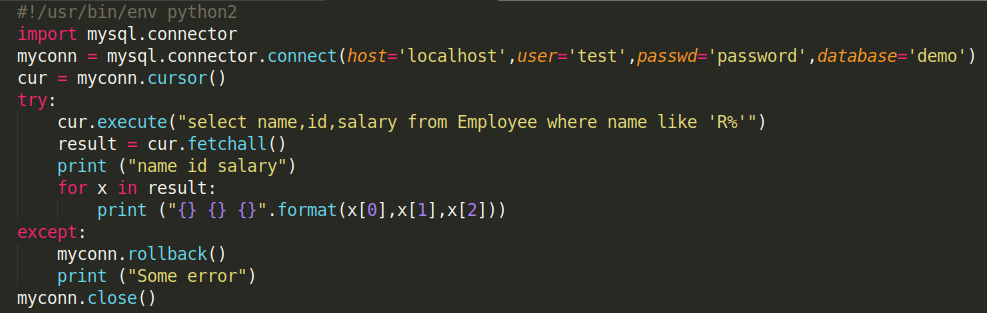 #!/usr/bin/env python2
import mysql.connector
myconn = mysql.connector.connect(host='localhost',user='test',passwd='password',database='demo')
cur = myconn.cursor()
try:
    cur.execute("select name,id,salary from Employee where name like 'R%'")
    result = cur.fetchall()
    print ("name id salary")
    for x in result:
        print ("{} {} {}".format(x[0],x[1],x[2]))
except:
    myconn.rollback()
    print ("Some error")
myconn.close()